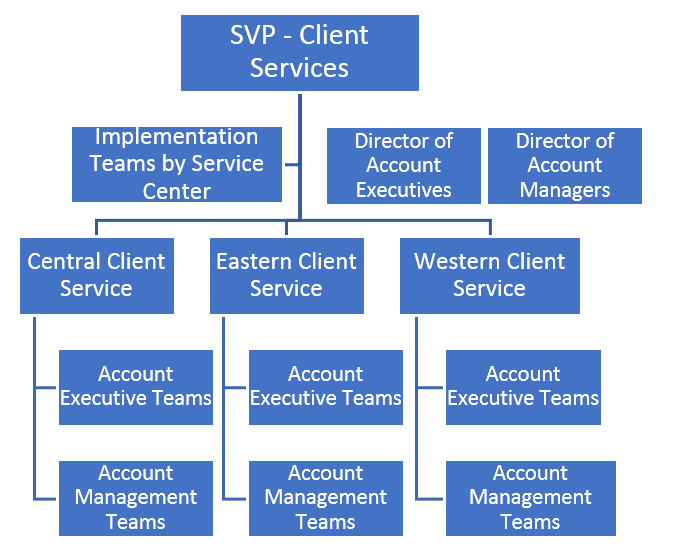 SVP - Client
Services
Implementation
Teams by Service
Center
Director of
Account
Executives
Director of
Account
Managers
Central Client
Service
Eastern Client
Service
Western Client
Service
Account
Executive Teams
Account
Executive Teams
Account
Executive Teams
Account
Management
Teams
Account
Management
Teams
Account
Management
Teams